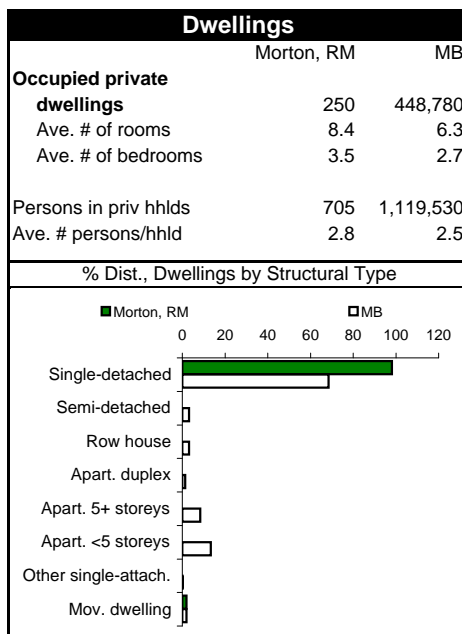 Dwellings
Morton, RM MB
Occupied private
dwellings 250 448,780
Ave. # of rooms 8.4 6.3
Ave. # of bedrooms 3.5 2.7
Persons in priv hhlds 705 1,119,530
Ave. # persons/hhld 2.8 2.5
% Dist., Dwellings by Structural Type
Morton, RM MB
0 20 40 60 80 100 120
Single-detached
Semi-detached
Row house
Apart. duplex
Apart. 5+ storeys
Apart. <5 storeys
Other single-attach.
Mov. dwelling